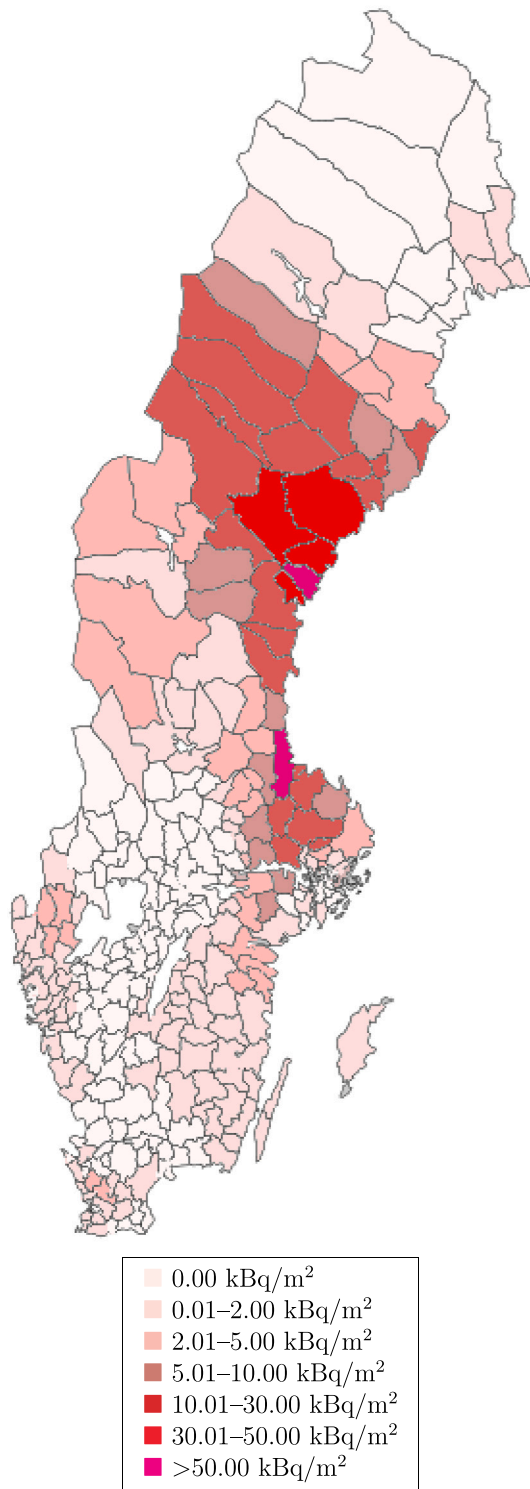 0.00 kBq/m²
0.01–2.00 kBq/m²
2.01–5.00 kBq/m²
5.01–10.00 kBq/m²
10.01–30.00 kBq/m²
30.01–50.00 kBq/m²
>50.00 kBq/m²